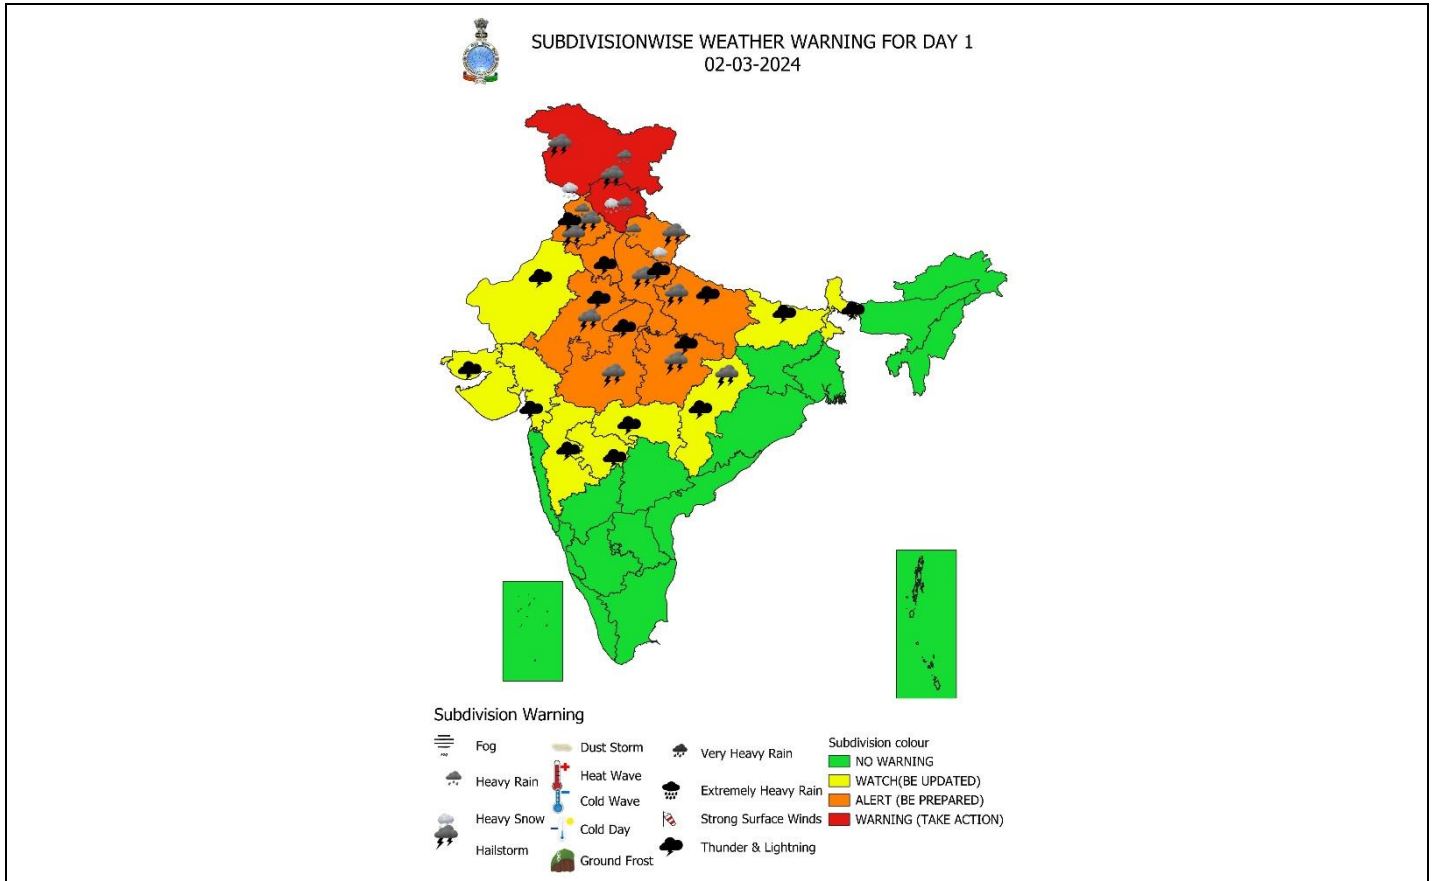 SUBDIVISIONWISE WEATHER WARNING FOR DAY 1
02-03-2024
Subdivision Warning
Fog
Heavy Rain
Heavy Snow
Hailstorm
Dust Storm
Heat Wave
Cold Wave
Cold Day
Ground Frost
Very Heavy Rain
Extremely Heavy Rain
Strong Surface Winds
Thunder & Lightning
Subdivision colour
NO WARNING
WATCH(BE UPDATED)
ALERT (BE PREPARED)
WARNING (TAKE ACTION)